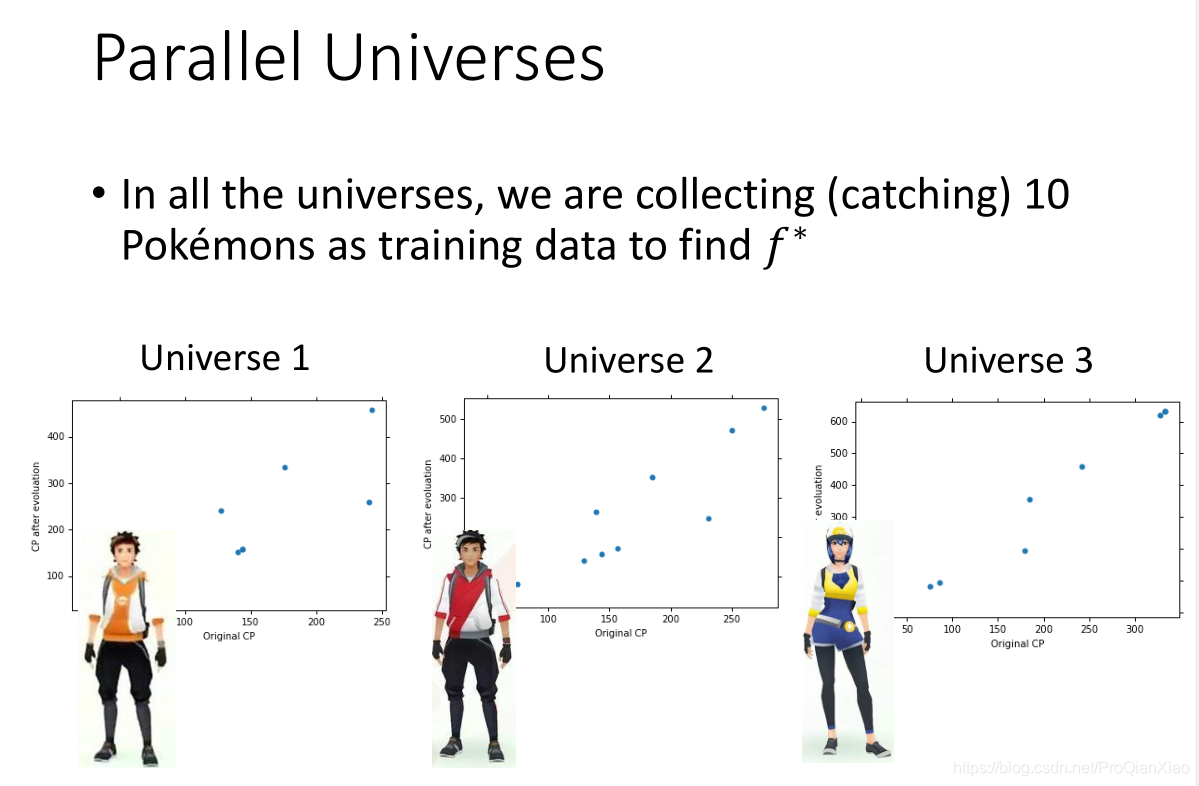 Parallel Universes
• In all the universes, we are collecting (catching) 10
Pokémons as training data to find f*
Universe 1
Universe 2
Universe 3
400
300
200
100
CP after evoluation
100 150 200 250
Original CP
500
400
300
CP after evoluation
100 150 200 250
Original CP
600
500
400
300
evoluation
50 100 150 200 250 300
Original CP
https://blog.csdn.net/ProQianXiao